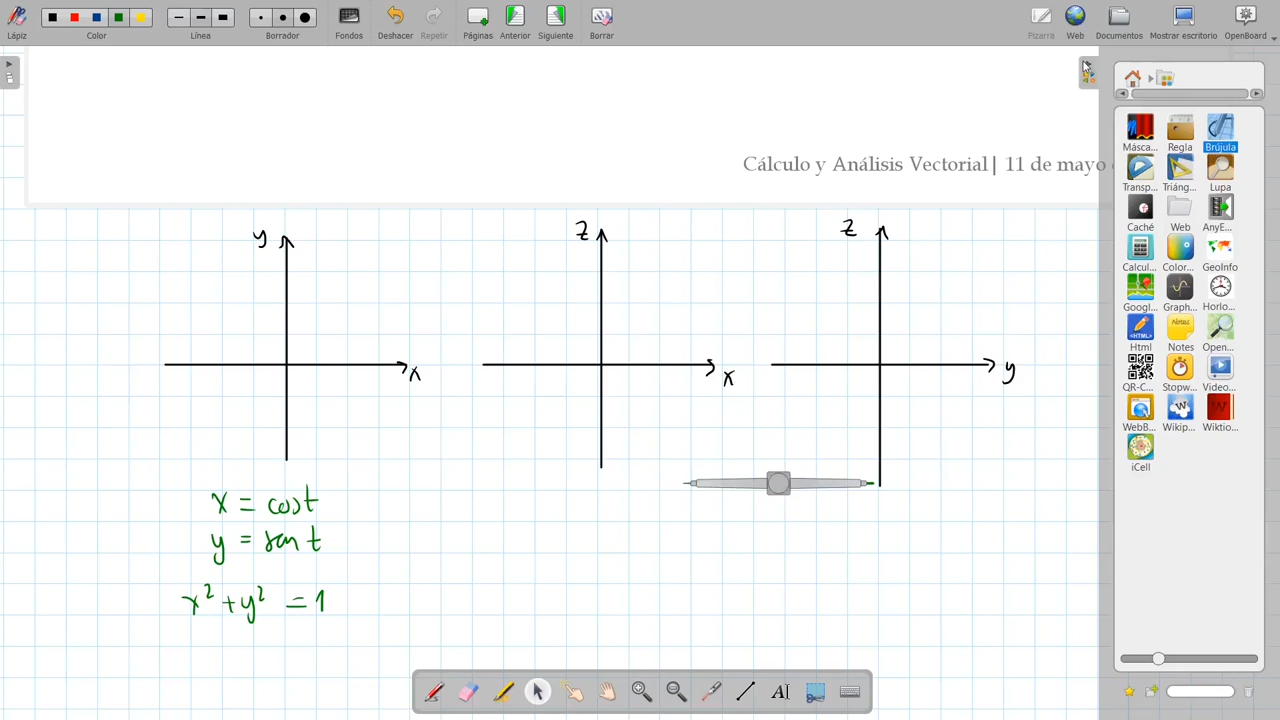 Lápiz Color Línea Borrador Fondos Deshacer Repetir Páginas Anterior Siguiente Borrar Pizarra Web Documentos Mostrar escritorio OpenBoard
Cálculo y Análisis Vectorial| 11 de mayo
y
x
z
x
z
y
x = cost
y = sen t
x² + y² = 1
Másca... Regla Brújula
Transp... Triáng... Lupa
Caché Web AnyE...
Calcul... Color... GeoInfo
Googl... Graph... Horlo...
Html Notes Open...
QR-C... Stopw... Video...
WebB... Wikip... Wiktio...
iCell